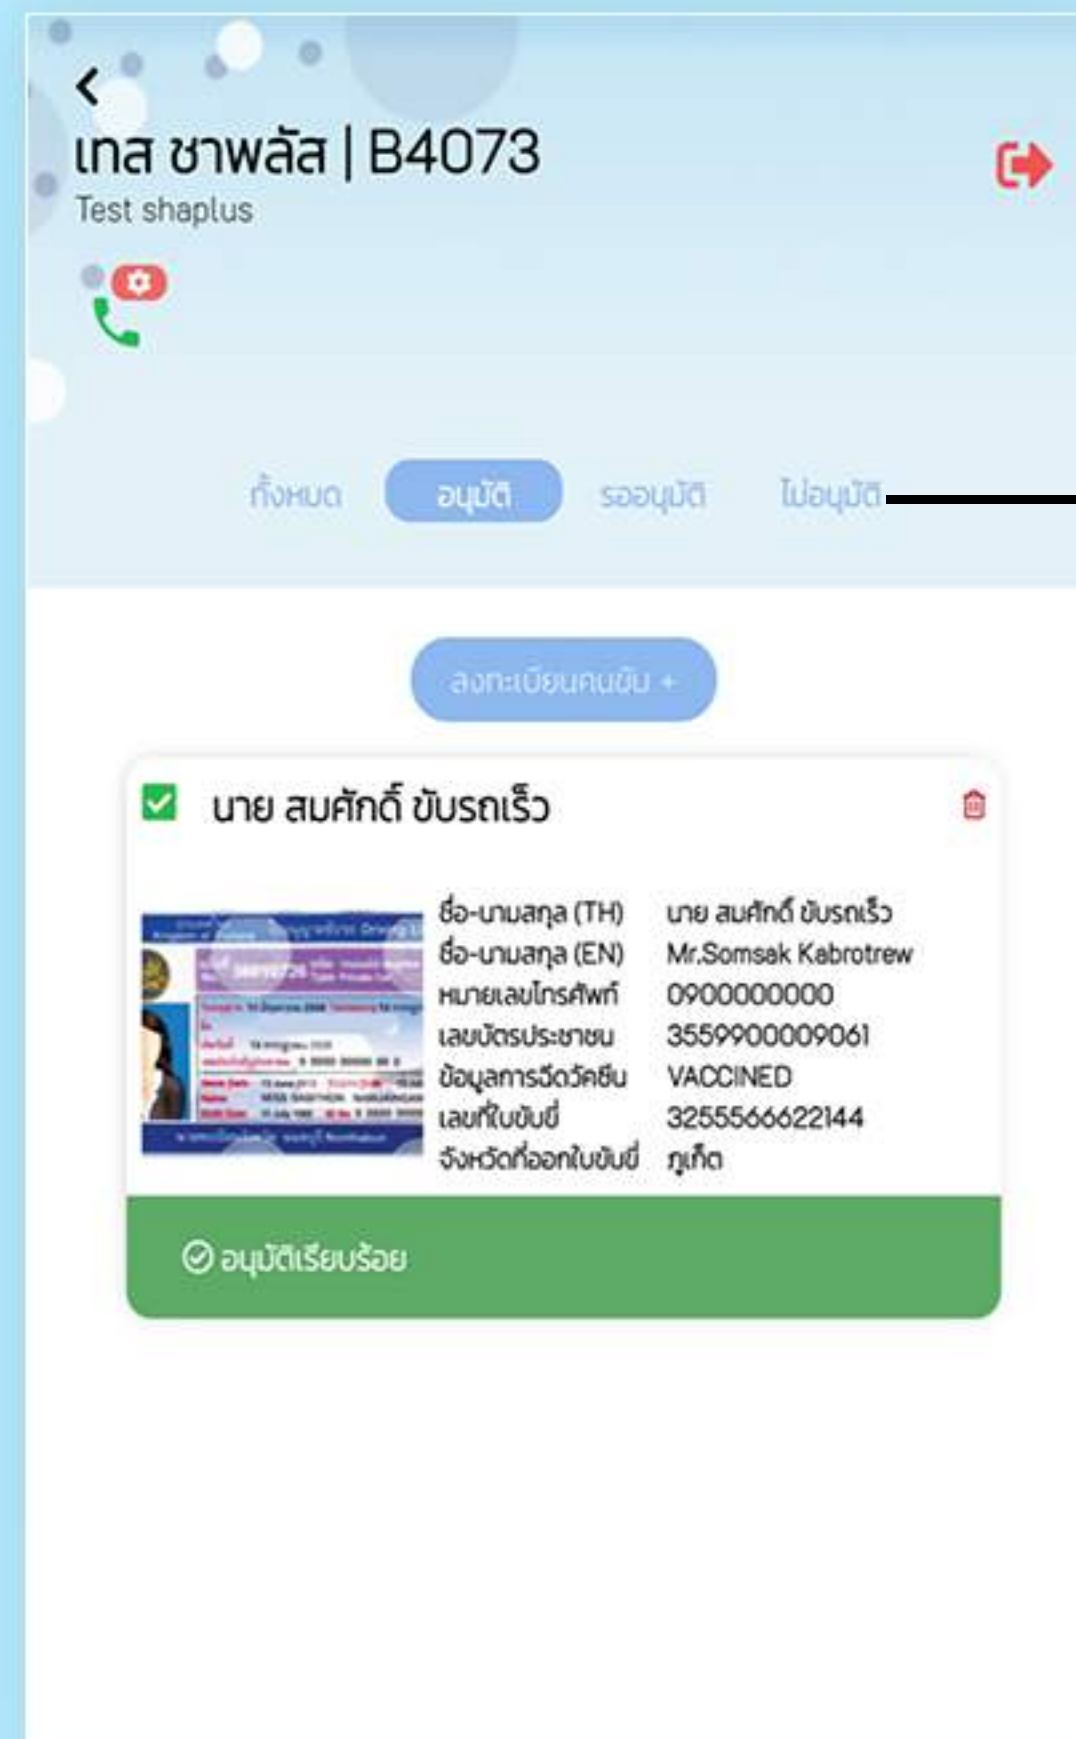 เทส ชาพลัส | B4073
Test shaplus
ทั้งหมด อนุมัติ รออนุมัติ ไม่อนุมัติ
ลงทะเบียนคนขับ +
นาย สมศักดิ์ ขับรถเร็ว
ชื่อ-นามสกุล (TH) นาย สมศักดิ์ ขับรถเร็ว
ชื่อ-นามสกุล (EN) Mr.Somsak Kabrotrew
หมายเลขโทรศัพท์ 0900000000
เลขบัตรประชาชน 3559900009061
ข้อมูลการฉีดวัคซีน VACCINED
เลขที่ใบขับขี่ 3255566622144
จังหวัดที่ออกใบขับขี่ ภูเก็ต
อนุมัติเรียบร้อย